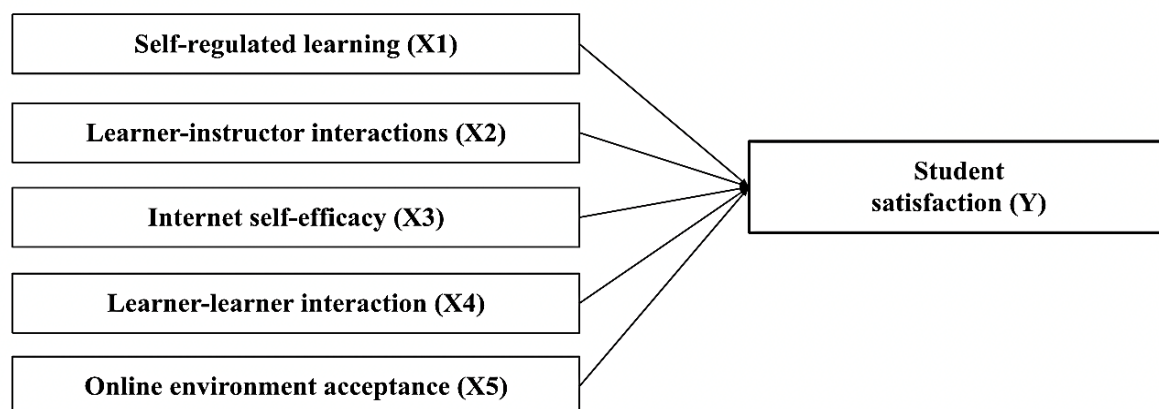 Self-regulated learning (X1)
Learner-instructor interactions (X2)
Internet self-efficacy (X3)
Learner-learner interaction (X4)
Online environment acceptance (X5)
Student
satisfaction (Y)